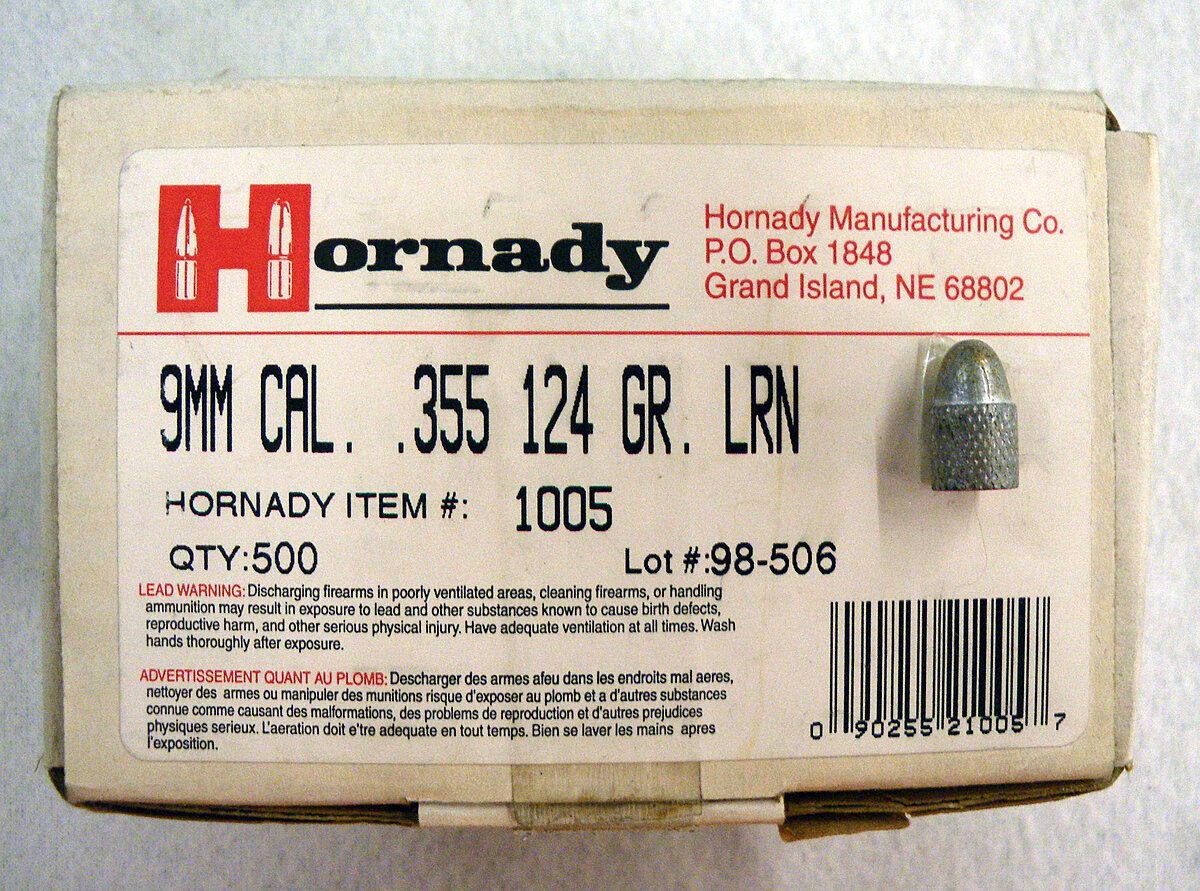 Hornady
Hornady Manufacturing Co.
P.O. Box 1848
Grand Island, NE 68802
9MM CAL. .355 124 GR. LRN
HORNADY ITEM #: 1005
QTY:500 Lot #:98-506
LEAD WARNING: Discharging firearms in poorly ventilated areas, cleaning firearms, or handling
ammunition may result in exposure to lead and other substances known to cause birth defects,
reproductive harm, and other serious physical injury. Have adequate ventilation at all times. Wash
hands thoroughly after exposure.
ADVERTISSEMENT QUANT AU PLOMB: Descharger des armes afeu dans les endroits mal aeres,
nettoyer des armes ou manipuler des munitions risque d'exposer au plomb et a d'autres substances
connue comme causant des malformations, des problems de reproduction et d'autres prejudices
physiques serieux. L'aeration doit e'tre adequate en tout temps. Bien se laver les mains apres
l'exposition.
0 90255 21005 7